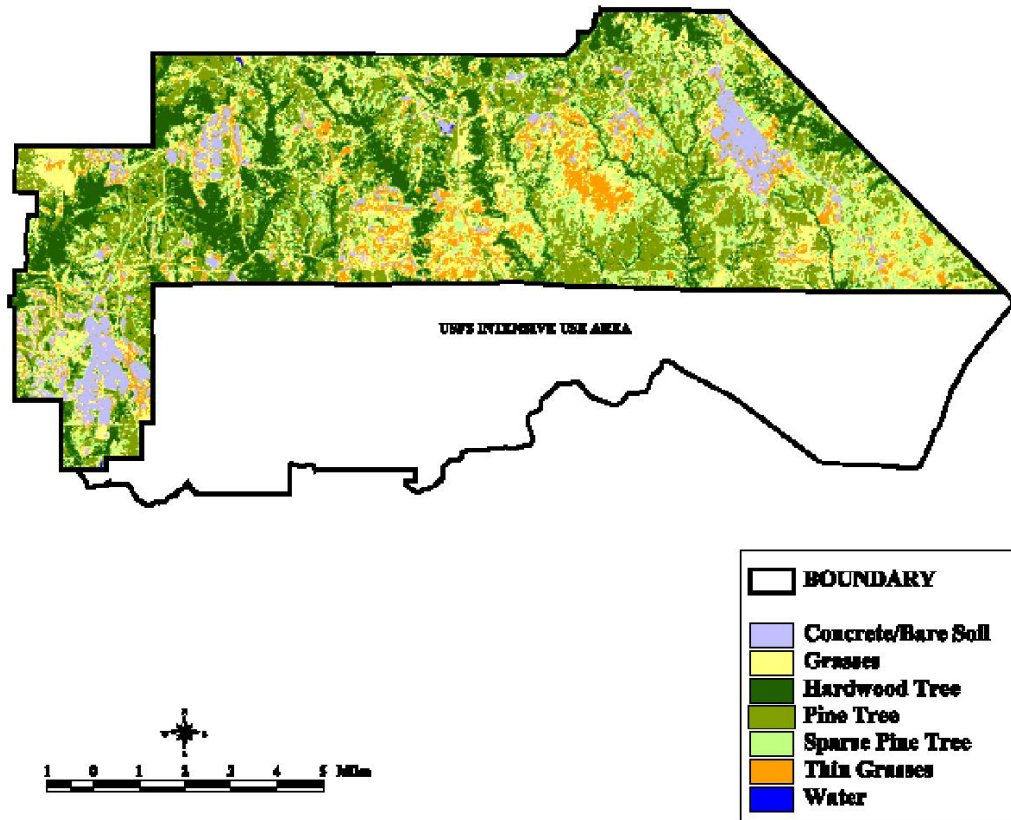 USFS INTENSIVE USE AREA
BOUNDARY
Concrete/Bare Soil
Grasses
Hardwood Tree
Pine Tree
Sparse Pine Tree
Thin Grasses
Water
N
S
1 0 1 2 3 4 5 Miles